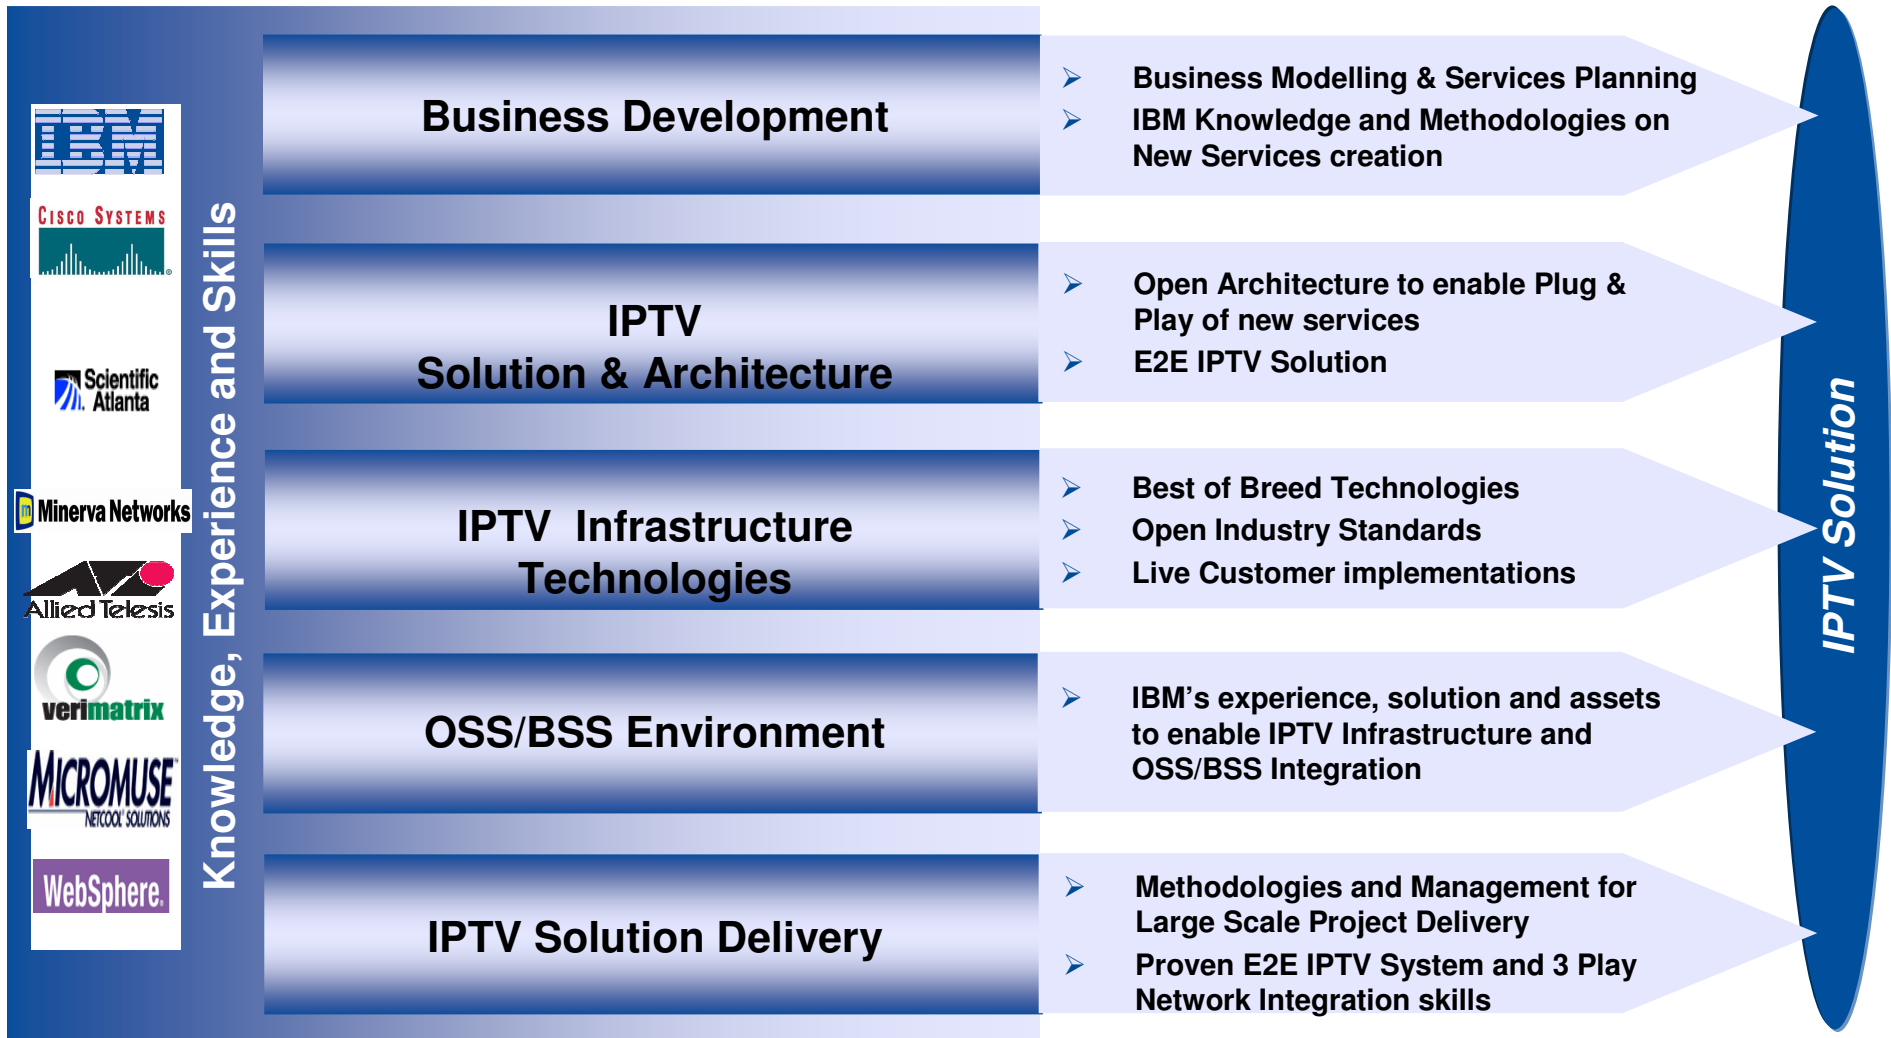 IBM
CISCO SYSTEMS
Scientific
Atlanta
m Minerva Networks
Allied Telesis
verimatrix
MICROMUSE
NETCOOL® SOLUTIONS
WebSphere.
Knowledge, Experience and Skills
Business Development
➢ Business Modelling & Services Planning
➢ IBM Knowledge and Methodologies on
New Services creation
IPTV
Solution & Architecture
➢ Open Architecture to enable Plug &
Play of new services
➢ E2E IPTV Solution
IPTV Infrastructure
Technologies
➢ Best of Breed Technologies
➢ Open Industry Standards
➢ Live Customer implementations
OSS/BSS Environment
➢ IBM’s experience, solution and assets
to enable IPTV Infrastructure and
OSS/BSS Integration
IPTV Solution Delivery
➢ Methodologies and Management for
Large Scale Project Delivery
➢ Proven E2E IPTV System and 3 Play
Network Integration skills
IPTV Solution